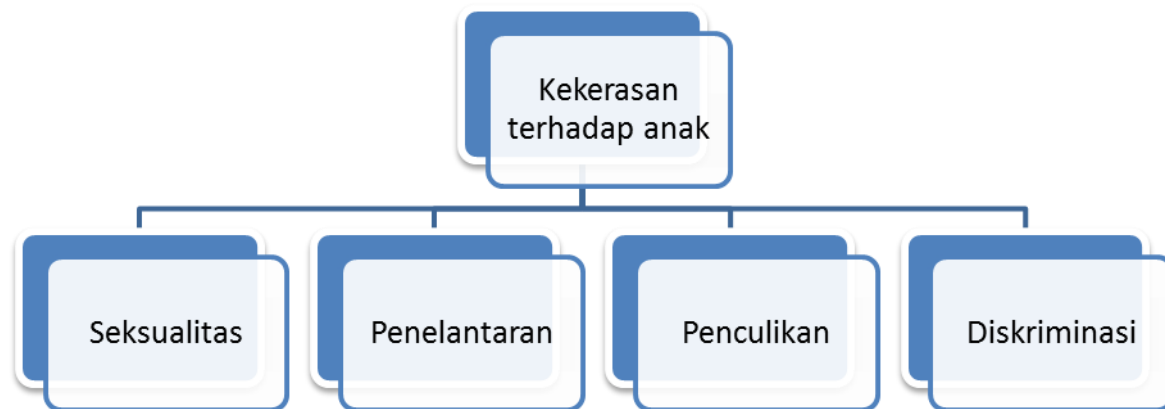 Kekerasan
terhadap anak
Seksualitas
Penelantaran
Penculikan
Diskriminasi